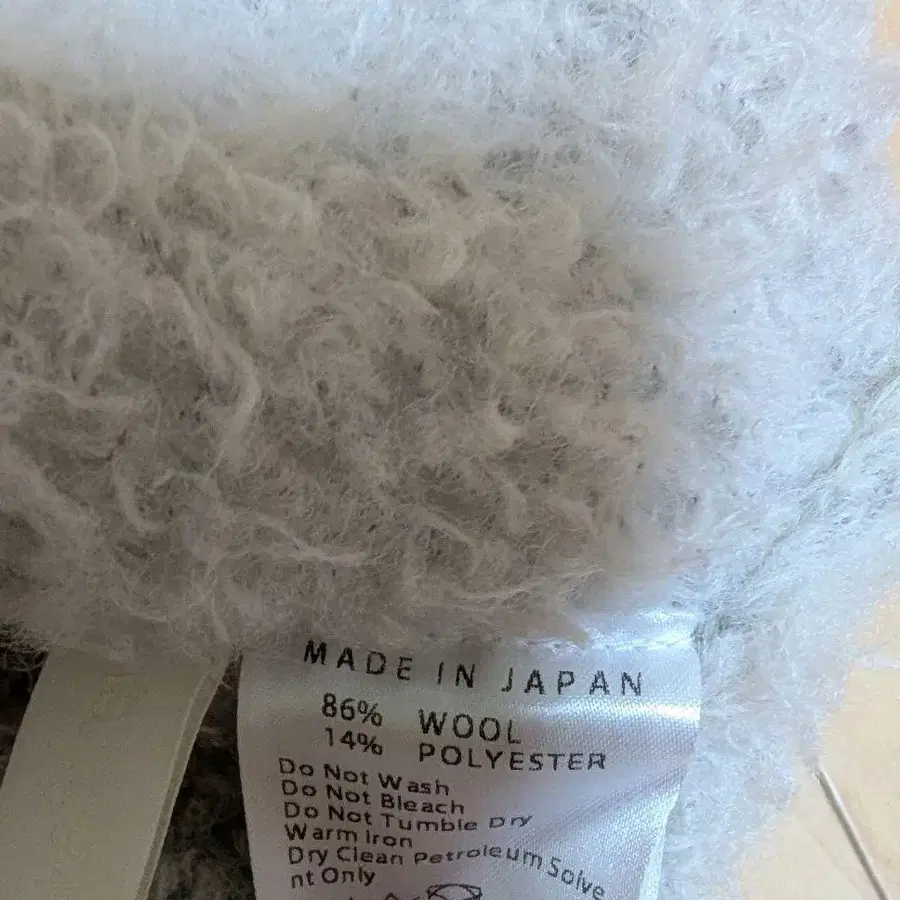 MADE IN JAPAN
86% WOOL
14% POLYESTER
Do Not Wash
Do Not Bleach
Do Not Tumble Dry
Warm Iron
Dry Clean Petroleum Solve
nt Only